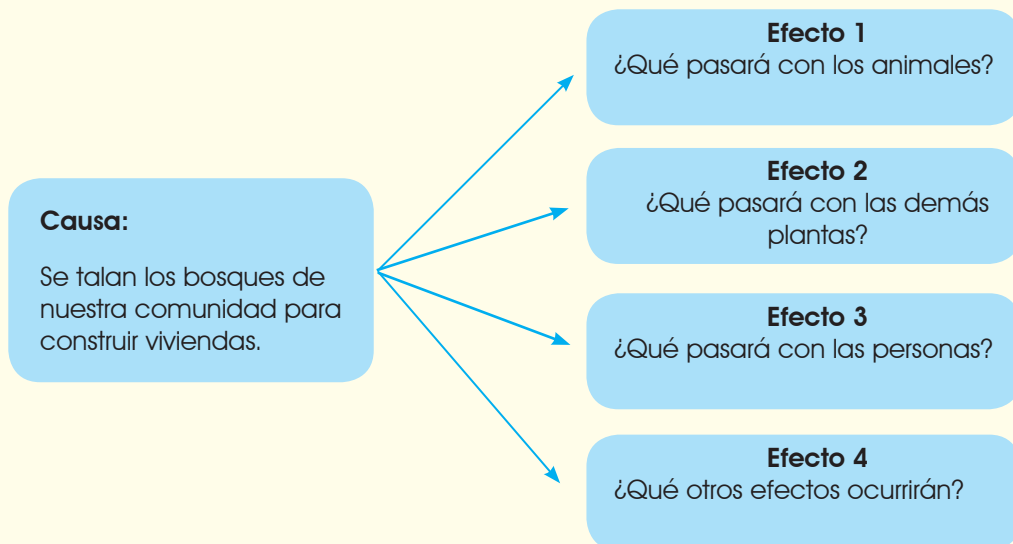 Causa:
Se talan los bosques de
nuestra comunidad para
construir viviendas.
Efecto 1
¿Qué pasará con los animales?
Efecto 2
¿Qué pasará con las demás
plantas?
Efecto 3
¿Qué pasará con las personas?
Efecto 4
¿Qué otros efectos ocurrirán?